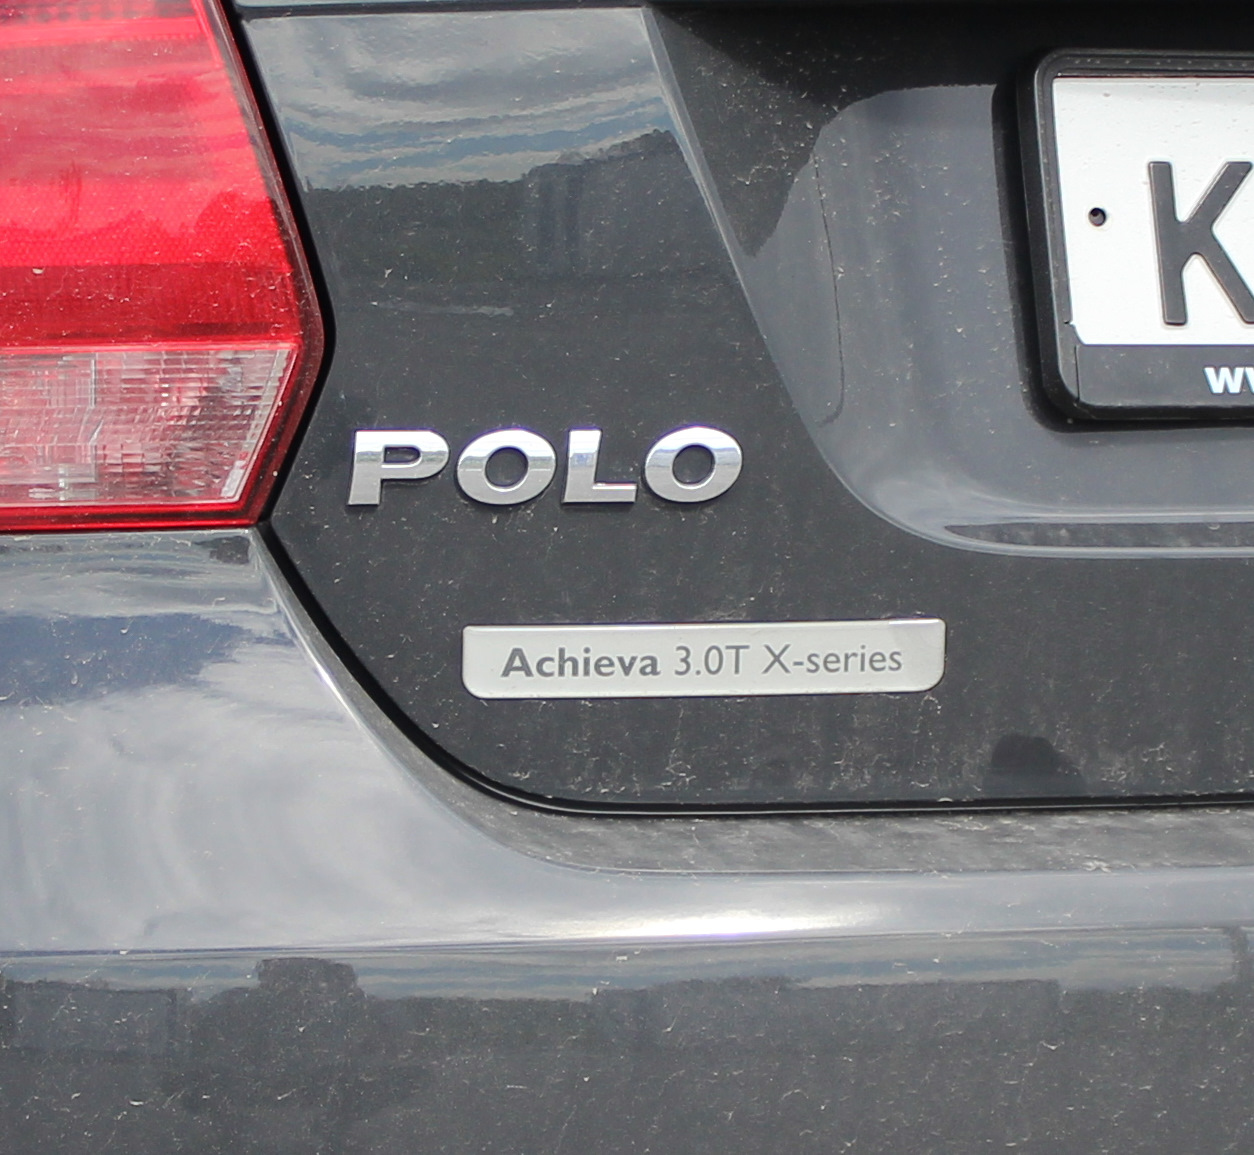 K
POLO
Achieva 3.0T X-series